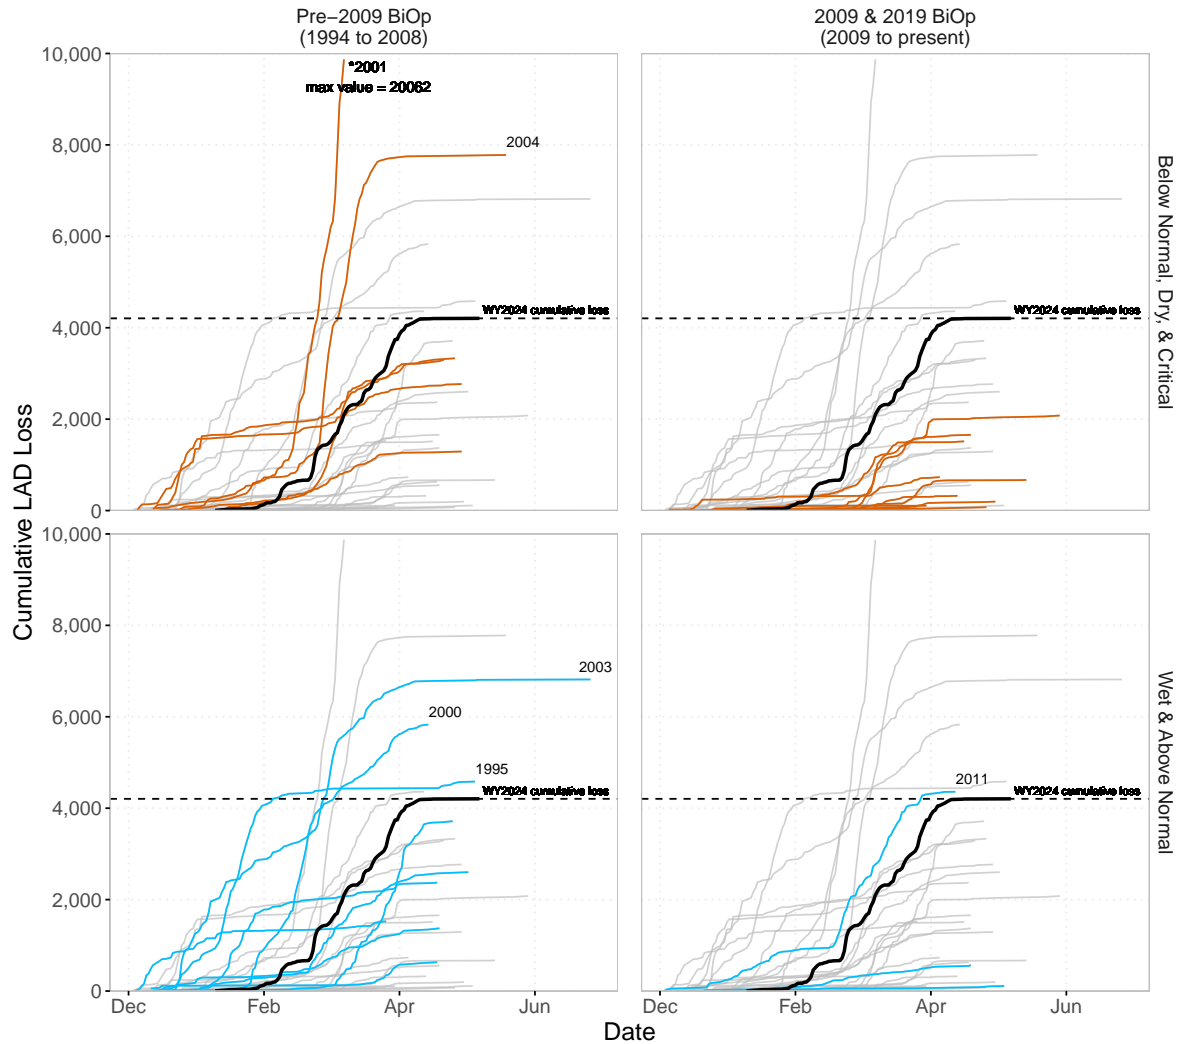 Pre−2009 BiOp
(1994 to 2008)
2009 & 2019 BiOp
(2009 to present)
Cumulative LAD Loss
10,000
8,000
6,000
4,000
2,000
0
*2001
max value = 20062
2004
WY2024 cumulative loss
WY2024 cumulative loss
Below Normal, Dry, & Critical
10,000
8,000
6,000
4,000
2,000
0
2003
2000
1995
WY2024 cumulative loss
2011
WY2024 cumulative loss
Wet & Above Normal
Dec
Feb
Apr
Jun
Dec
Feb
Apr
Jun
Date